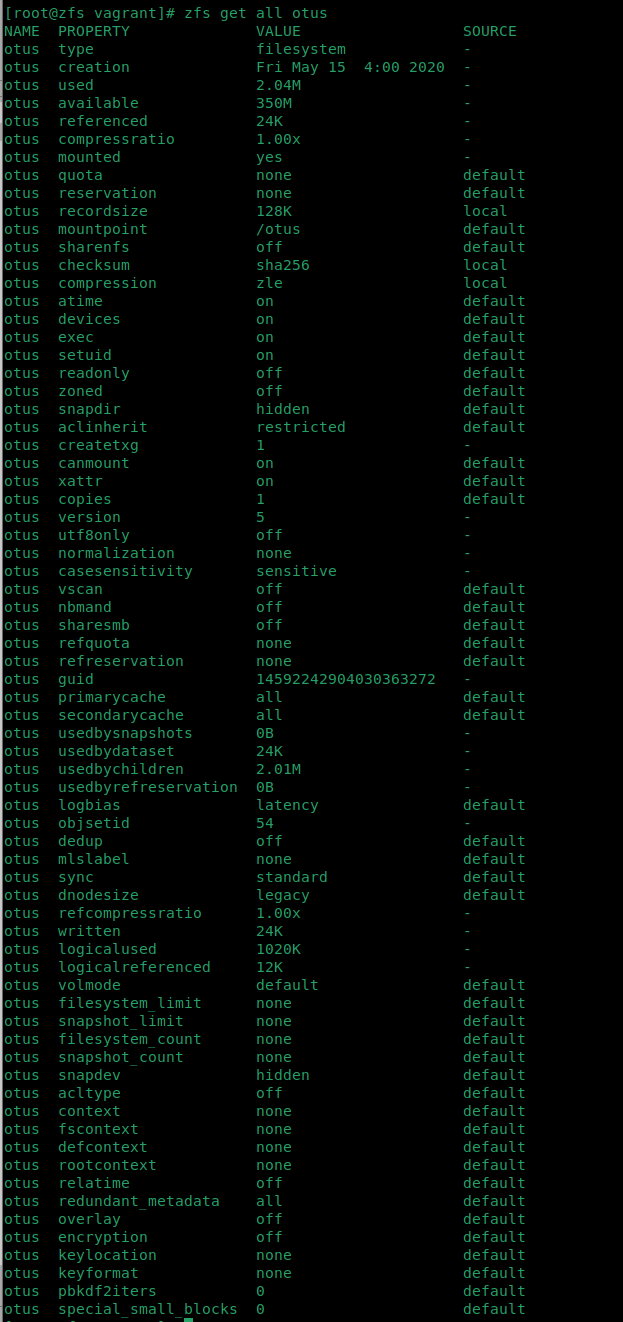 [root@zfs vagrant]# zfs get all otus
NAME  PROPERTY              VALUE                  SOURCE
otus  type                  filesystem             -
otus  creation              Fri May 15  4:00 2020  -
otus  used                  2.04M                  -
otus  available             350M                   -
otus  referenced            24K                    -
otus  compressratio         1.00x                  -
otus  mounted               yes                    -
otus  quota                 none                   default
otus  reservation           none                   default
otus  recordsize            128K                   local
otus  mountpoint            /otus                  default
otus  sharenfs              off                    default
otus  checksum              sha256                 local
otus  compression           zle                    local
otus  atime                 on                     default
otus  devices               on                     default
otus  exec                  on                     default
otus  setuid                on                     default
otus  readonly              off                    default
otus  zoned                 off                    default
otus  snapdir               hidden                 default
otus  aclinherit            restricted             default
otus  createtxg             1                      -
otus  canmount              on                     default
otus  xattr                 on                     default
otus  copies                1                      default
otus  version               5                      -
otus  utf8only              off                    -
otus  normalization         none                   -
otus  casesensitivity       sensitive              -
otus  vscan                 off                    default
otus  nbmand                off                    default
otus  sharesmb              off                    default
otus  refquota              none                   default
otus  refreservation        none                   default
otus  guid                  14592242904030363272   -
otus  primarycache          all                    default
otus  secondarycache        all                    default
otus  usedbysnapshots       0B                     -
otus  usedbydataset         24K                    -
otus  usedbychildren        2.01M                  -
otus  usedbyrefreservation  0B                     -
otus  logbias               latency                default
otus  objsetid              54                     -
otus  dedup                 off                    default
otus  mlslabel              none                   default
otus  sync                  standard               default
otus  dnodesize             legacy                 default
otus  refcompressratio      1.00x                  -
otus  written               24K                    -
otus  logicalused           1020K                  -
otus  logicalreferenced     12K                    -
otus  volmode               default                default
otus  filesystem_limit      none                   default
otus  snapshot_limit        none                   default
otus  filesystem_count      none                   default
otus  snapshot_count        none                   default
otus  snapdev               hidden                 default
otus  acltype               off                    default
otus  context               none                   default
otus  fscontext             none                   default
otus  defcontext            none                   default
otus  rootcontext           none                   default
otus  relatime              off                    default
otus  redundant_metadata    all                    default
otus  overlay               off                    default
otus  encryption            off                    default
otus  keylocation           none                   default
otus  keyformat             none                   default
otus  pbkdf2iters           0                      default
otus  special_small_blocks  0                      default